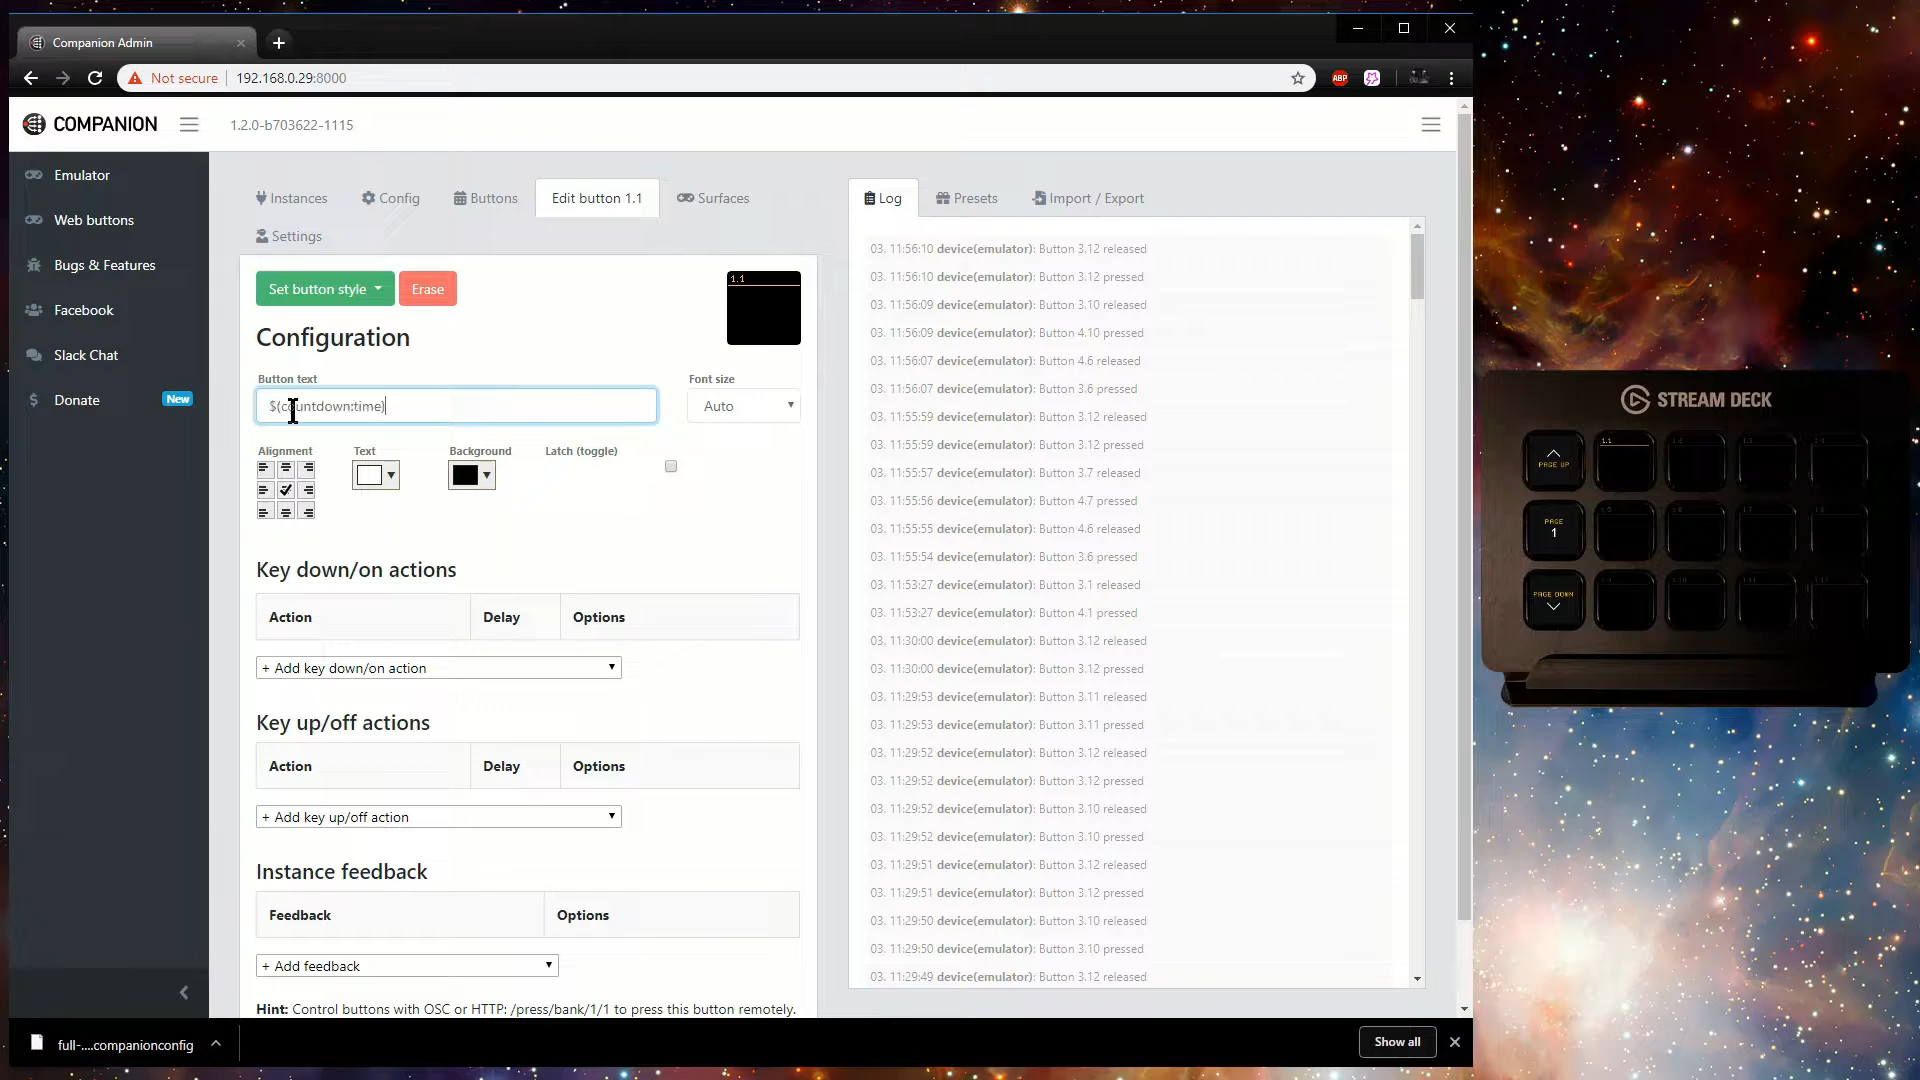 Companion Admin
Not secure
192.168.0.29:8000
ABP
COMPANION
1.2.0-b703622-1115
Emulator
Web buttons
Bugs & Features
Facebook
Slack Chat
Donate
New
Instances
Config
Buttons
Edit button 1.1
Surfaces
Settings
Set button style
Erase
1.1
Configuration
Button text
Font size
$(countdown:time)
Auto
Alignment
Text
Background
Latch (toggle)
Key down/on actions
Action Delay Options
+ Add key down/on action
Key up/off actions
Action Delay Options
+ Add key up/off action
Instance feedback
Feedback Options
+ Add feedback
Hint: Control buttons with OSC or HTTP: /press/bank/1/1 to press this button remotely.
Log
Presets
Import / Export
03. 11:56:10 device(emulator): Button 3.12 released
03. 11:56:10 device(emulator): Button 3.12 pressed
03. 11:56:09 device(emulator): Button 3.10 released
03. 11:56:09 device(emulator): Button 4.10 pressed
03. 11:56:07 device(emulator): Button 4.6 released
03. 11:56:07 device(emulator): Button 3.6 pressed
03. 11:55:59 device(emulator): Button 3.12 released
03. 11:55:59 device(emulator): Button 3.12 pressed
03. 11:55:57 device(emulator): Button 3.7 released
03. 11:55:56 device(emulator): Button 4.7 pressed
03. 11:55:55 device(emulator): Button 4.6 released
03. 11:55:54 device(emulator): Button 3.6 pressed
03. 11:53:27 device(emulator): Button 3.1 released
03. 11:53:27 device(emulator): Button 4.1 pressed
03. 11:30:00 device(emulator): Button 3.12 released
03. 11:30:00 device(emulator): Button 3.12 pressed
03. 11:29:53 device(emulator): Button 3.11 released
03. 11:29:53 device(emulator): Button 3.11 pressed
03. 11:29:52 device(emulator): Button 3.12 released
03. 11:29:52 device(emulator): Button 3.12 pressed
03. 11:29:52 device(emulator): Button 3.10 released
03. 11:29:52 device(emulator): Button 3.10 pressed
03. 11:29:51 device(emulator): Button 3.12 released
03. 11:29:51 device(emulator): Button 3.12 pressed
03. 11:29:50 device(emulator): Button 3.10 released
03. 11:29:50 device(emulator): Button 3.10 pressed
03. 11:29:49 device(emulator): Button 3.12 released
full-....companionconfig
Show all
STREAM DECK
PAGE UP
1.1
PAGE
1
PAGE DOWN